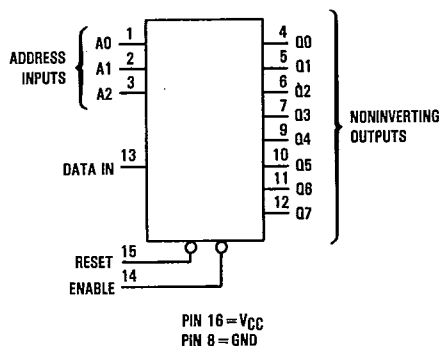 ADDRESS
INPUTS
A0 1
A1 2
A2 3
DATA IN 13
4 Q0
5 Q1
6 Q2
7 Q3
9 Q4
10 Q5
11 Q6
12 Q7
NONINVERTING
OUTPUTS
RESET 15
ENABLE 14
PIN 16 = VCC
PIN 8 = GND